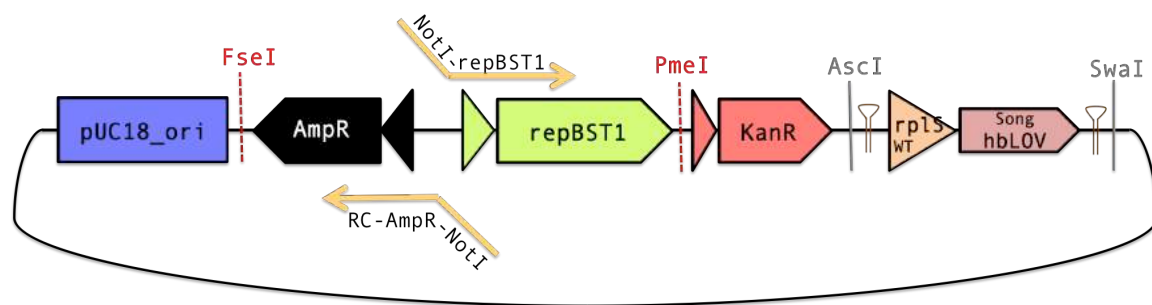 NotI-repBST1
FseI
PmeI
AscI
SwaI
pUC18_ori
AmpR
repBST1
KanR
rplS
WT
Song
hbLOV
RC-AmpR-NotI